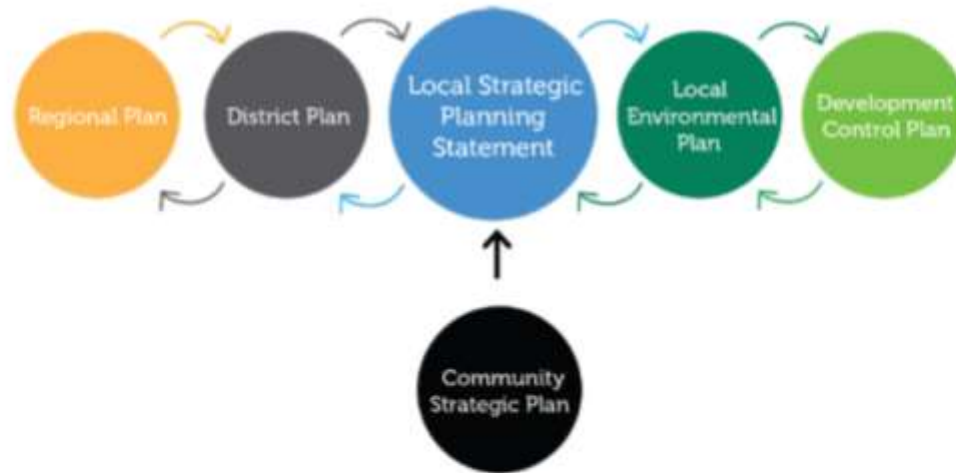 Regional Plan
District Plan
Local Strategic
Planning
Statement
Local
Environmental
Plan
Development
Control Plan
Community
Strategic Plan